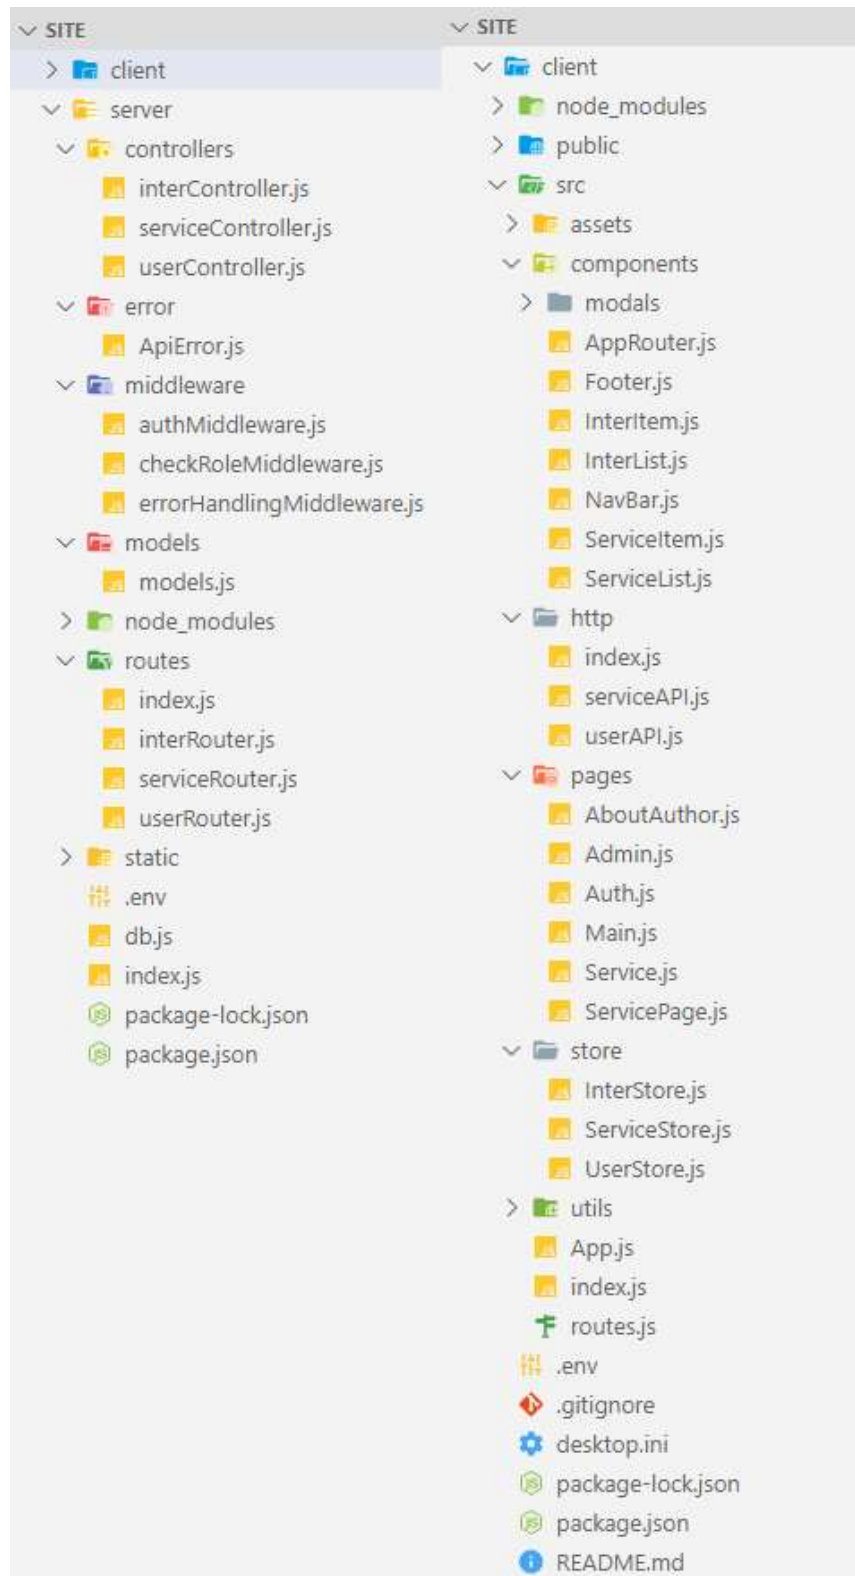 SITE
client
server
controllers
interController.js
serviceController.js
userController.js
error
ApiError.js
middleware
authMiddleware.js
checkRoleMiddleware.js
errorHandlingMiddleware.js
models
models.js
node_modules
routes
index.js
interRouter.js
serviceRouter.js
userRouter.js
static
.env
db.js
index.js
package-lock.json
package.json
SITE
client
node_modules
public
src
assets
components
modals
AppRouter.js
Footer.js
InterItem.js
InterList.js
NavBar.js
ServiceItem.js
ServiceList.js
http
index.js
serviceAPI.js
userAPI.js
pages
AboutAuthor.js
Admin.js
Auth.js
Main.js
Service.js
ServicePage.js
store
InterStore.js
ServiceStore.js
UserStore.js
utils
App.js
index.js
routes.js
.env
.gitignore
desktop.ini
package-lock.json
package.json
README.md